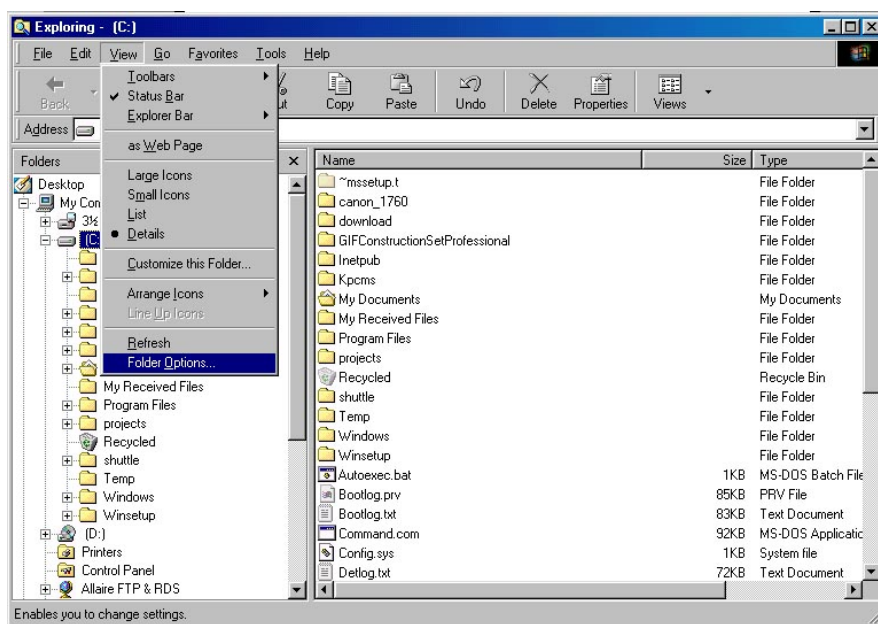 Exploring - (C:)
File Edit View Go Favorites Tools Help
Back Copy Paste Undo Delete Properties Views
Address
Toolbars
Status Bar
Explorer Bar
as Web Page
Large Icons
Small Icons
List
Details
Customize this Folder...
Arrange Icons
Line Up Icons
Refresh
Folder Options...
Folders
Desktop
3½
My Received Files
Program Files
projects
Recycled
shuttle
Temp
Windows
Winsetup
(D:)
Printers
Control Panel
Allaire FTP & RDS
Name Size Type
~mssetup.t File Folder
canon_1760 File Folder
download File Folder
GIFConstructionSetProfessional File Folder
Inetpub File Folder
Kpcms File Folder
My Documents My Documents
My Received Files File Folder
Program Files File Folder
projects File Folder
Recycled Recycle Bin
shuttle File Folder
Temp File Folder
Windows File Folder
Winsetup File Folder
Autoexec.bat 1KB MS-DOS Batch File
Bootlog.prv 85KB PRV File
Bootlog.txt 83KB Text Document
Command.com 92KB MS-DOS Applicatic
Config.sys 1KB System file
Detlog.txt 72KB Text Document
Enables you to change settings.